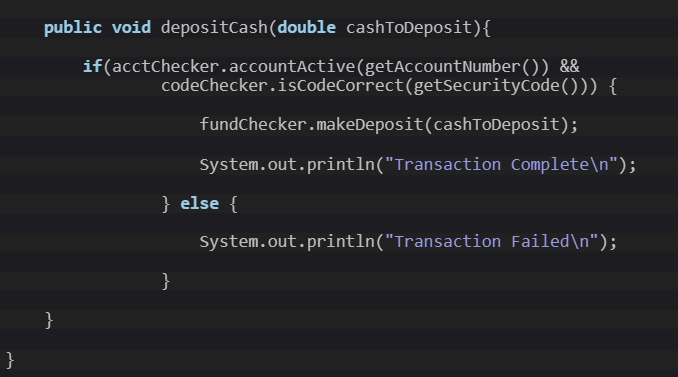 public void depositCash(double cashToDeposit){
if(acctChecker.accountActive(getAccountNumber()) &&
codeChecker.isCodeCorrect(getSecurityCode())) {
fundChecker.makeDeposit(cashToDeposit);
System.out.println("Transaction Complete\n");
} else {
System.out.println("Transaction Failed\n");
}
}
}